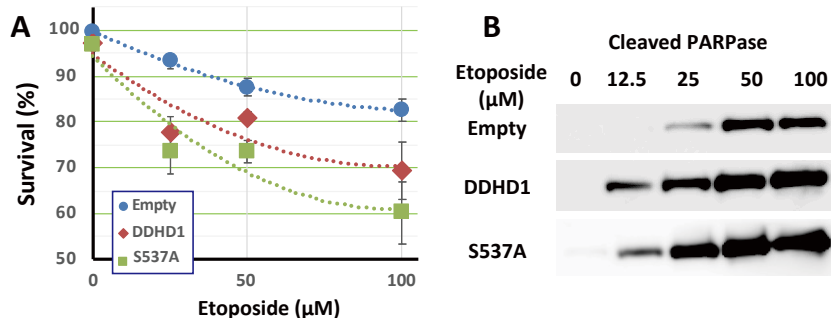 A
100
90
80
70
60
50
Survival (%)
Empty
DDHD1
S537A
0
50
100
Etoposide (μM)
B
Cleaved PARPase
Etoposide
(μM)
0 12.5 25 50 100
Empty
DDHD1
S537A